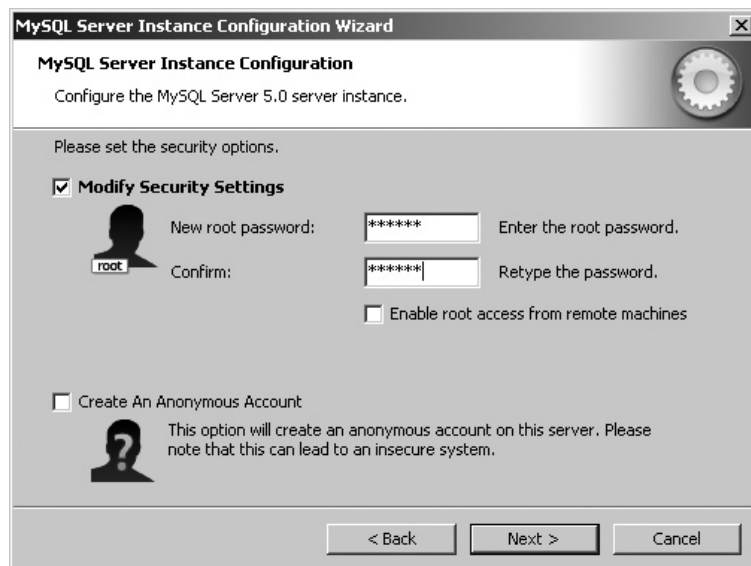 MySQL Server Instance Configuration Wizard
MySQL Server Instance Configuration
Configure the MySQL Server 5.0 server instance.
Please set the security options.
Modify Security Settings
New root password: ****** Enter the root password.
root
Confirm: ****** Retype the password.
Enable root access from remote machines
Create An Anonymous Account
This option will create an anonymous account on this server. Please
note that this can lead to an insecure system.
< Back Next > Cancel